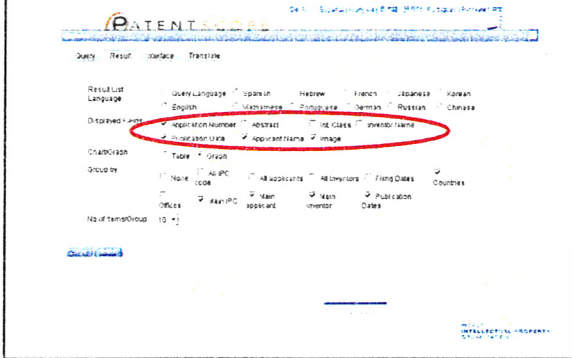 PATENTSCOPE
Query Result Interface Translate
Result List Query Language Spanish Hebrew French Japanese Korean
Language English Vietnamese Portuguese German Russian Chinese
Displayed Fields Application Number Abstract Int. Class Inventor Name
Publication Date Applicant Name Image
Chart/Graph Table Graph
Group by None All IPC code All applicants All Inventors Filing Dates Countries
Offices Main IPC Main applicant Main inventor Publication Dates
No of Items/Group 10
INTELLECTUAL PROPERTY